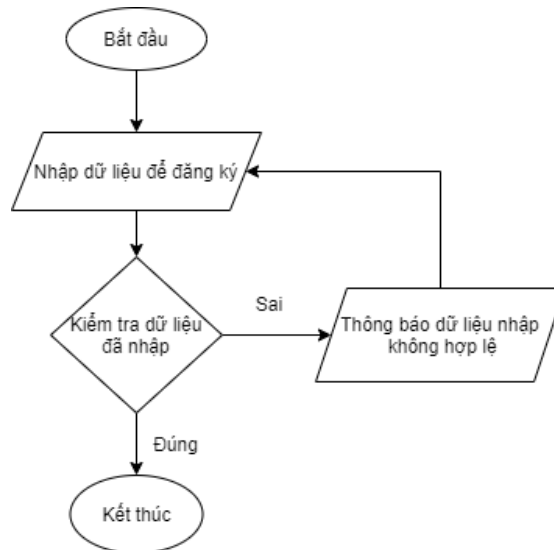 Bắt đầu
Nhập dữ liệu để đăng ký
Kiểm tra dữ liệu
đã nhập
Sai
Thông báo dữ liệu nhập
không hợp lệ
Đúng
Kết thúc